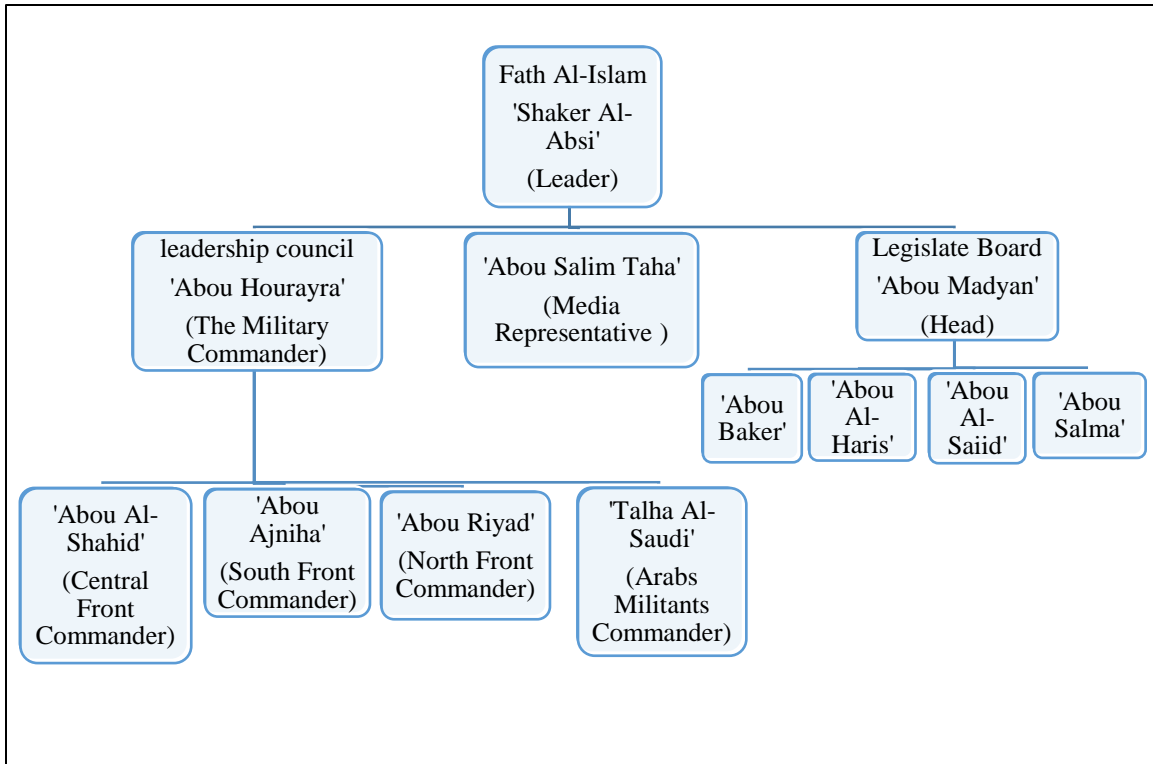 Fath Al-Islam
'Shaker Al-
Absi'
(Leader)
leadership council
'Abou Hourayra'
(The Military
Commander)
'Abou Salim Taha'
(Media
Representative )
Legislate Board
'Abou Madyan'
(Head)
'Abou
Baker'
'Abou
Al-
Haris'
'Abou
Al-
Saiid'
'Abou
Salma'
'Abou Al-
Shahid'
(Central
Front
Commander)
'Abou
Ajniha'
(South Front
Commander)
'Abou Riyad'
(North Front
Commander)
'Talha Al-
Saudi'
(Arabs
Militants
Commander)